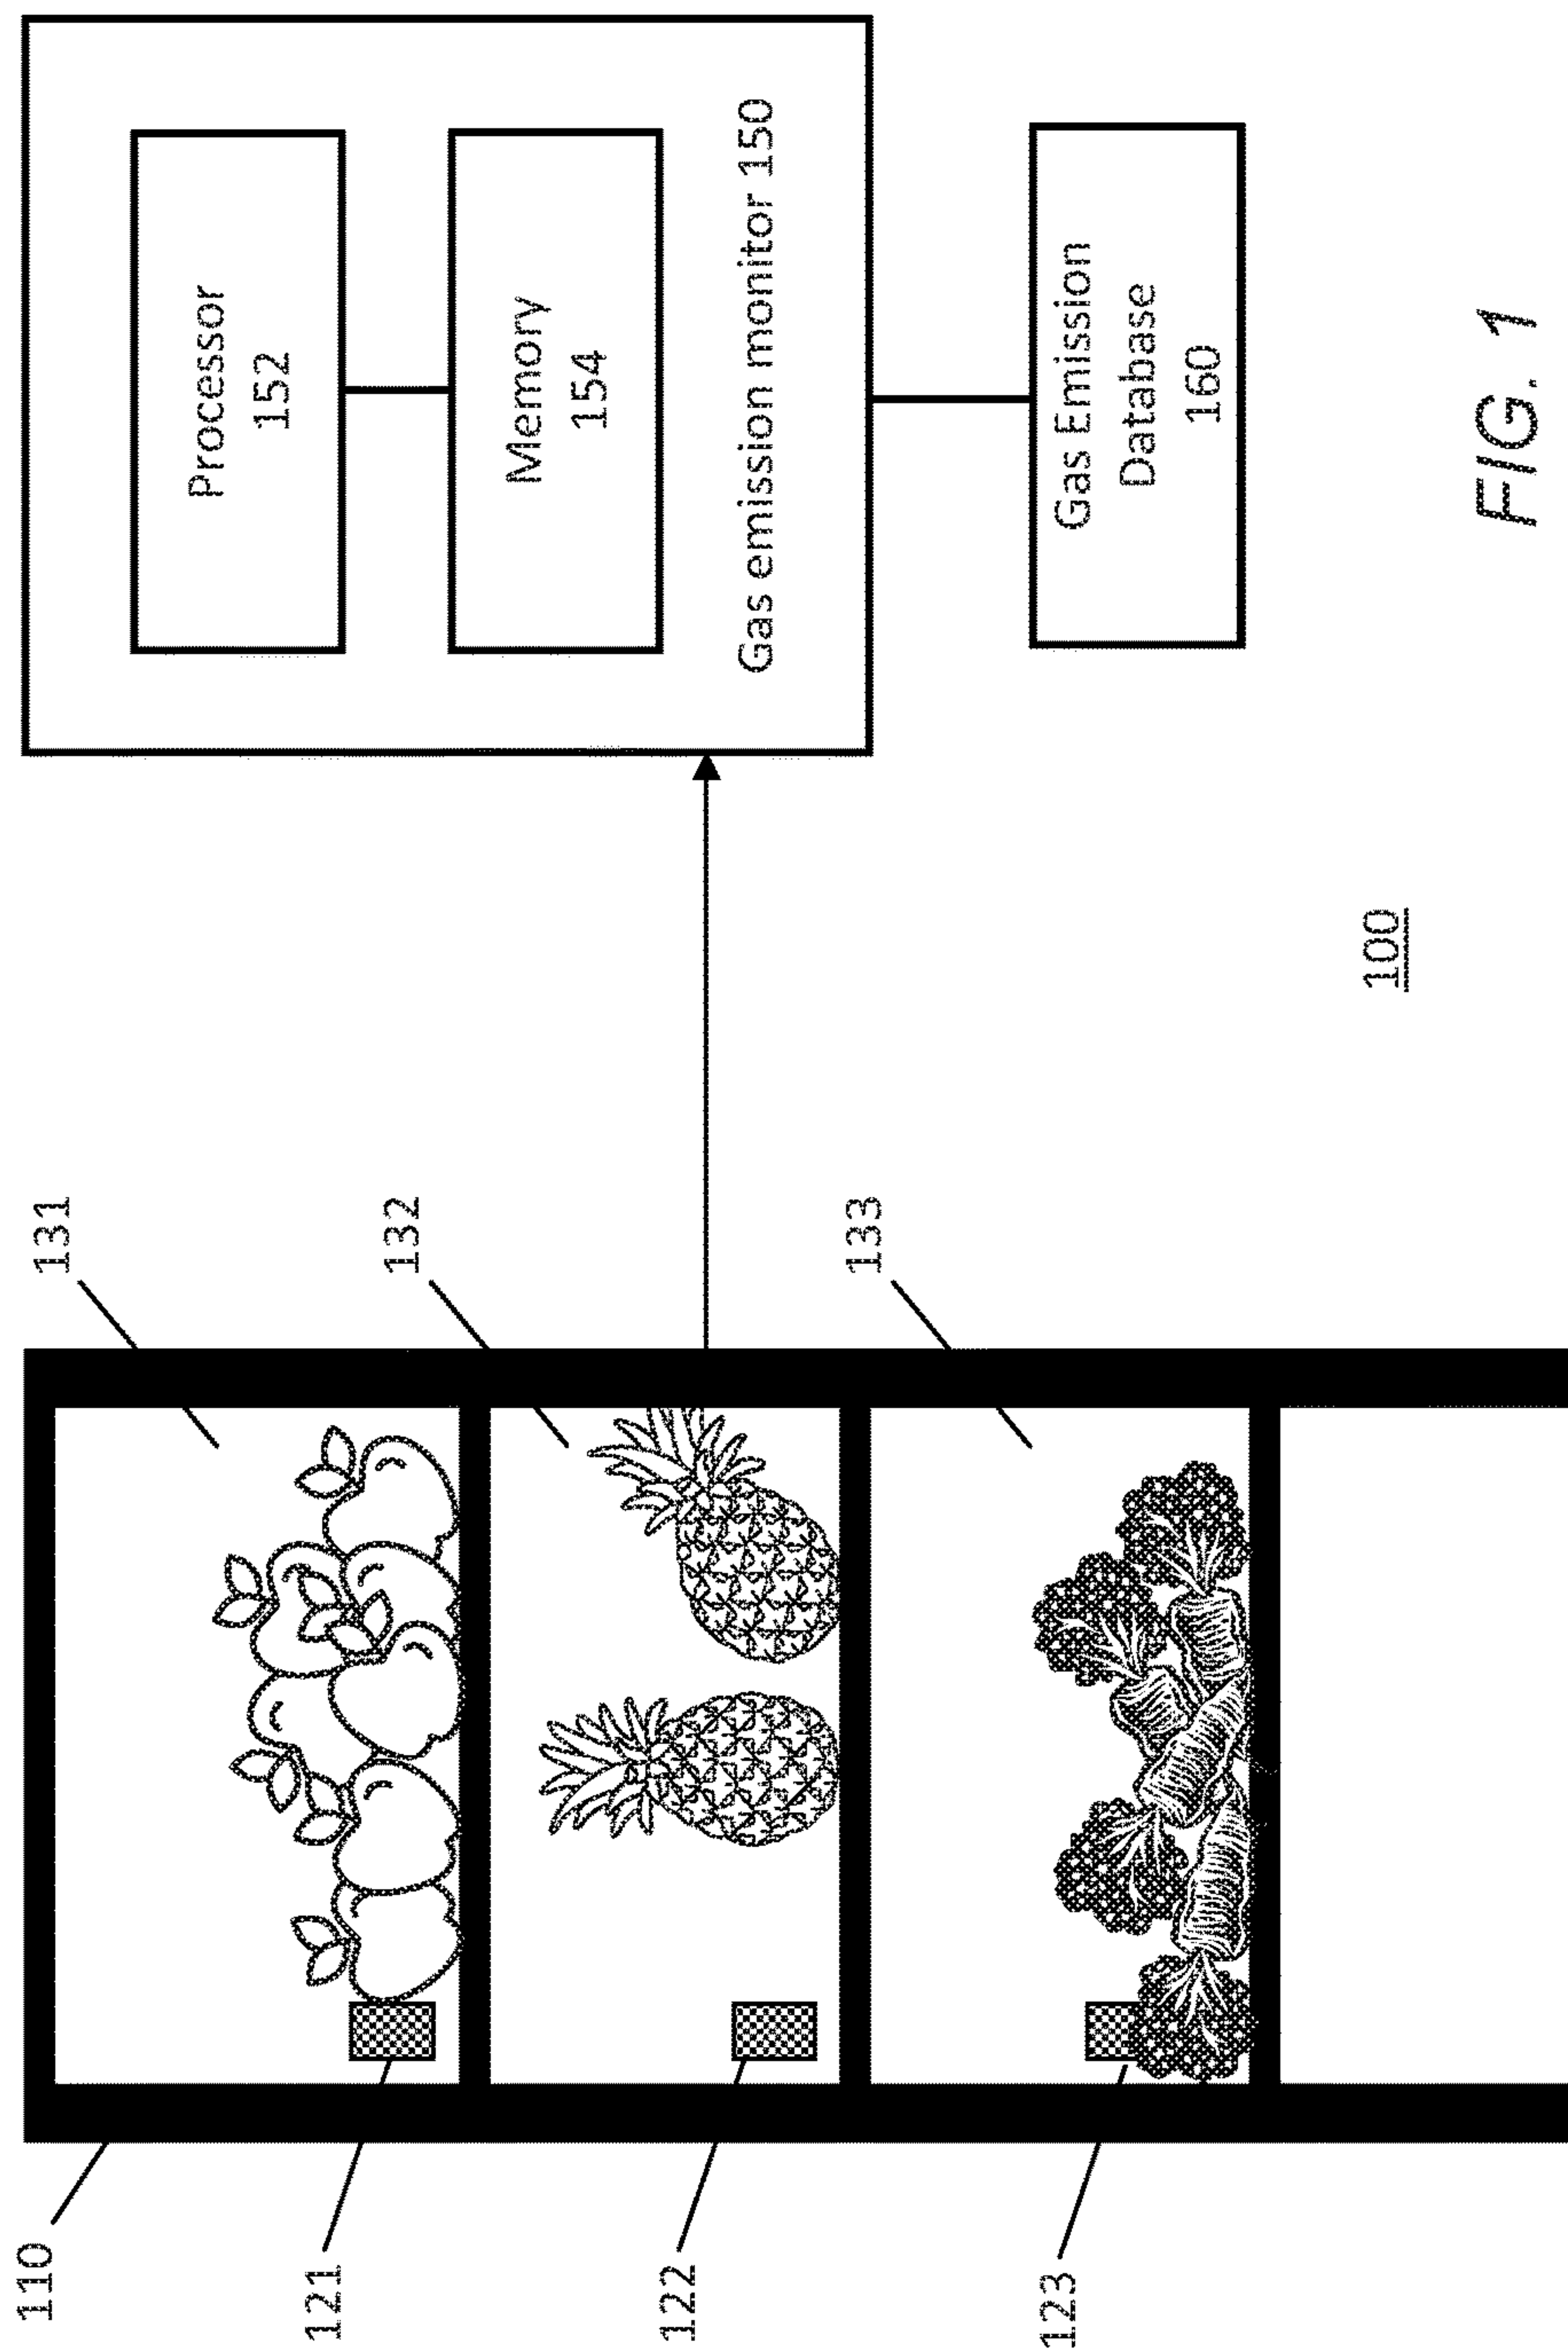 110
121
122
123
131
132
133
Processor
152
Memory
154
Gas emission monitor 150
Gas Emission
Database
160
100
FIG. 1